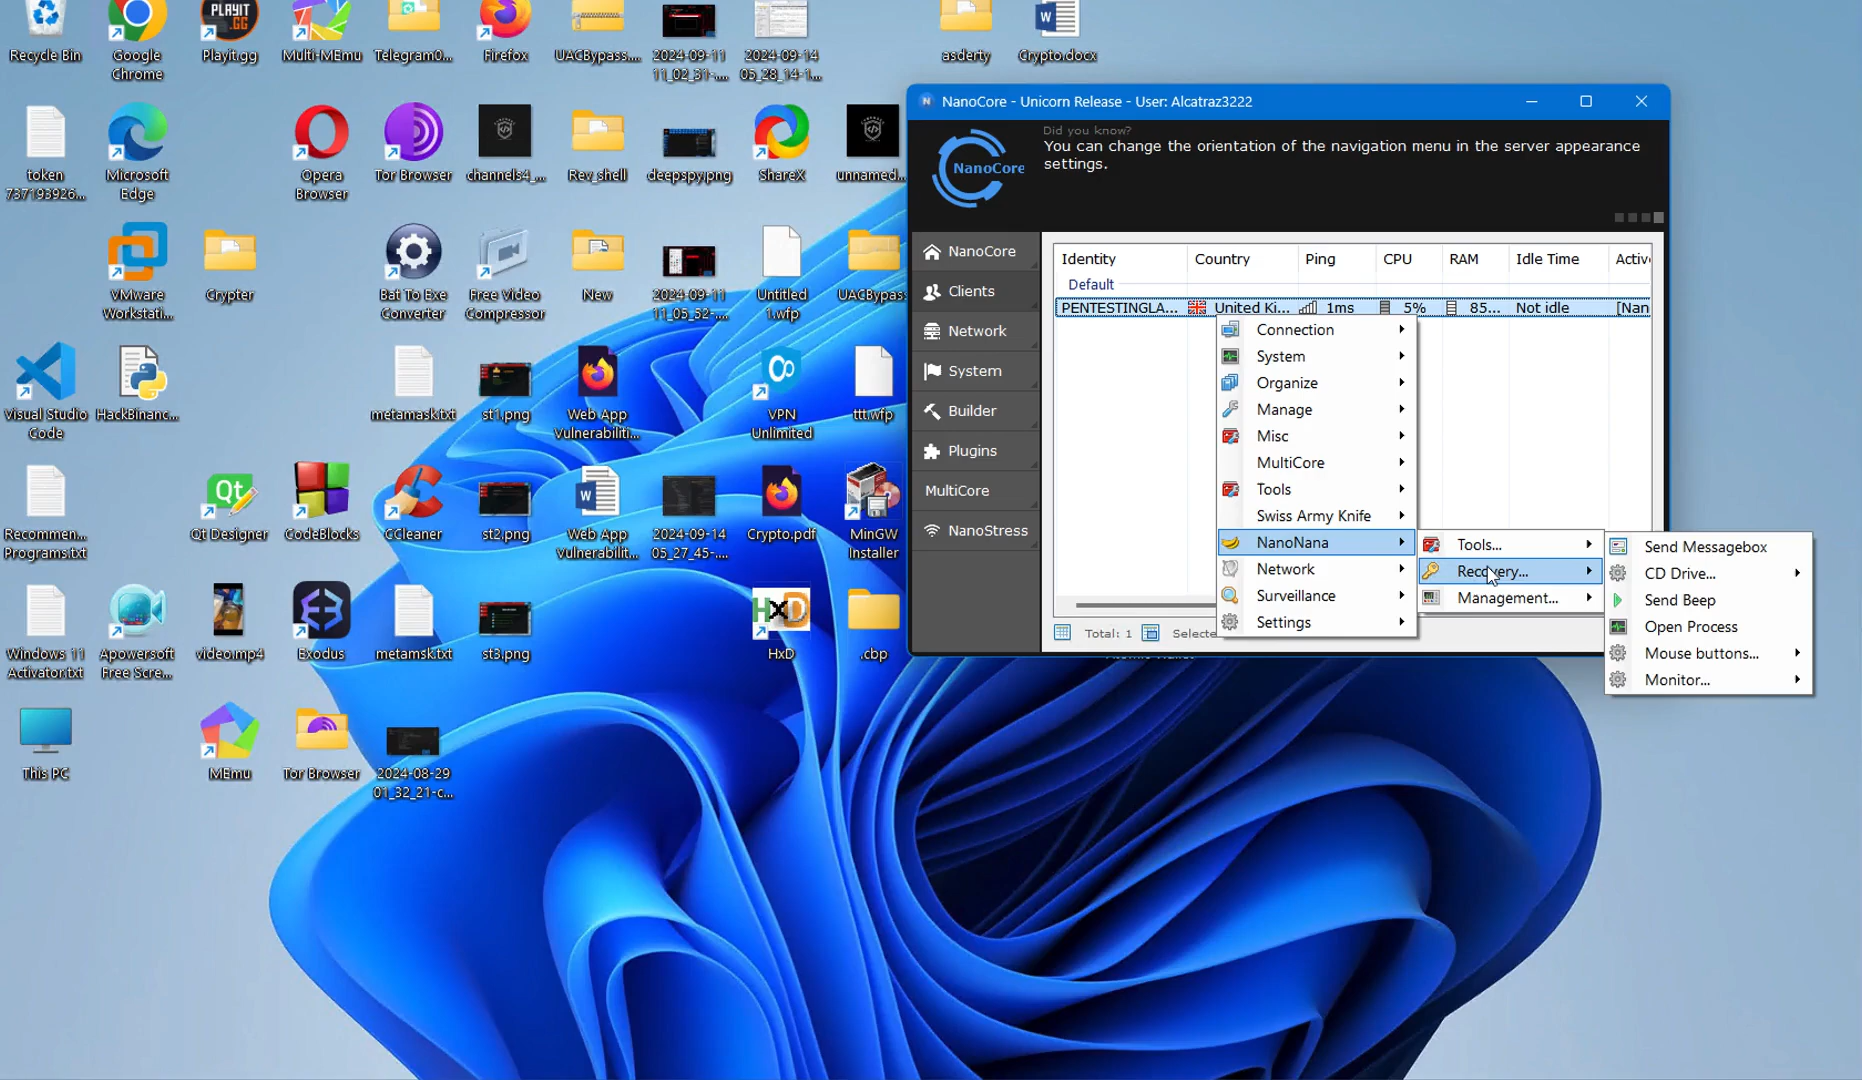 Recycle Bin
Google
Chrome
Playit.gg
Multi-MEmu
Telegram0...
Firefox
UACBypass....
2024-09-11
11_02_31-....
2024-09-14
05_28_14-1...
asderty
Crypto.docx
PLAYIT
.GG
token
737193926...
Microsoft
Edge
Opera
Browser
Tor Browser
channels4_...
Rev_shell
deepspy.png
ShareX
unnamed...
VMware
Workstati...
Crypter
Bat To Exe
Converter
Free Video
Compressor
New
2024-09-11
11_05_52-....
Untitled
1.wfp
UACBypas
Visual Studio
Code
HackBinanc...
metamask.txt
st1.png
Web App
Vulnerabiliti...
VPN
Unlimited
ttt.wfp
Recommen...
Programs.txt
Qt Designer
CodeBlocks
CCleaner
st2.png
Web App
Vulnerabilit...
2024-09-14
05_27_45-....
Crypto.pdf
MinGW
Installer
Windows 11
Activator.txt
Apowersoft
Free Scre...
video.mp4
Exodus
metamsk.txt
st3.png
HxD
.cbp
This PC
MEmu
Tor Browser
2024-08-29
01_32_21-c...
NanoCore - Unicorn Release - User: Alcatraz3222
NanoCore
Did you know?
You can change the orientation of the navigation menu in the server appearance
settings.
NanoCore
Clients
Network
System
Builder
Plugins
MultiCore
NanoStress
Identity Country Ping CPU RAM Idle Time Active
Default
PENTESTINGLA... United Ki... 1ms 5% 85... Not idle [Nan
Connection
System
Organize
Manage
Misc
MultiCore
Tools
Swiss Army Knife
NanoNana
Network
Surveillance
Settings
Tools...
Recovery...
Management...
Send Messagebox
CD Drive...
Send Beep
Open Process
Mouse buttons...
Monitor...
Total: 1 Selecte